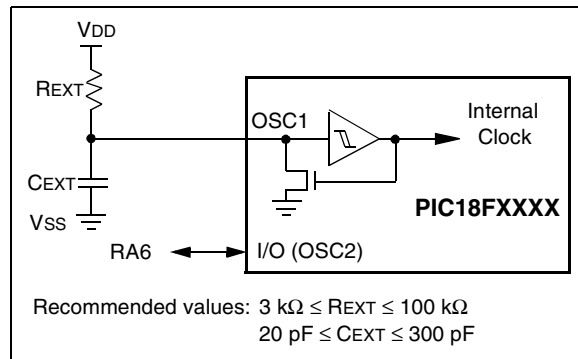 VDD
REXT
OSC1
Internal
Clock
CEXT
PIC18FXXXX
VSS
RA6
I/O (OSC2)
Recommended values: 3 kΩ ≤ REXT ≤ 100 kΩ
20 pF ≤ CEXT ≤ 300 pF